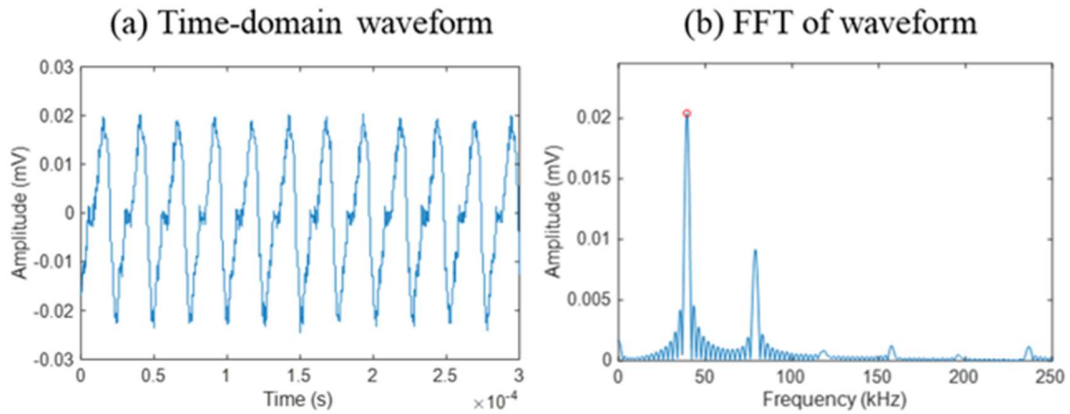 (a) Time-domain waveform
0.03
0.02
0.01
0
-0.01
-0.02
-0.03
Amplitude (mV)
0 0.5 1 1.5 2 2.5 3
Time (s)
×10-4
(b) FFT of waveform
0.02
0.015
0.01
0.005
0
Amplitude (mV)
0 50 100 150 200 250
Frequency (kHz)